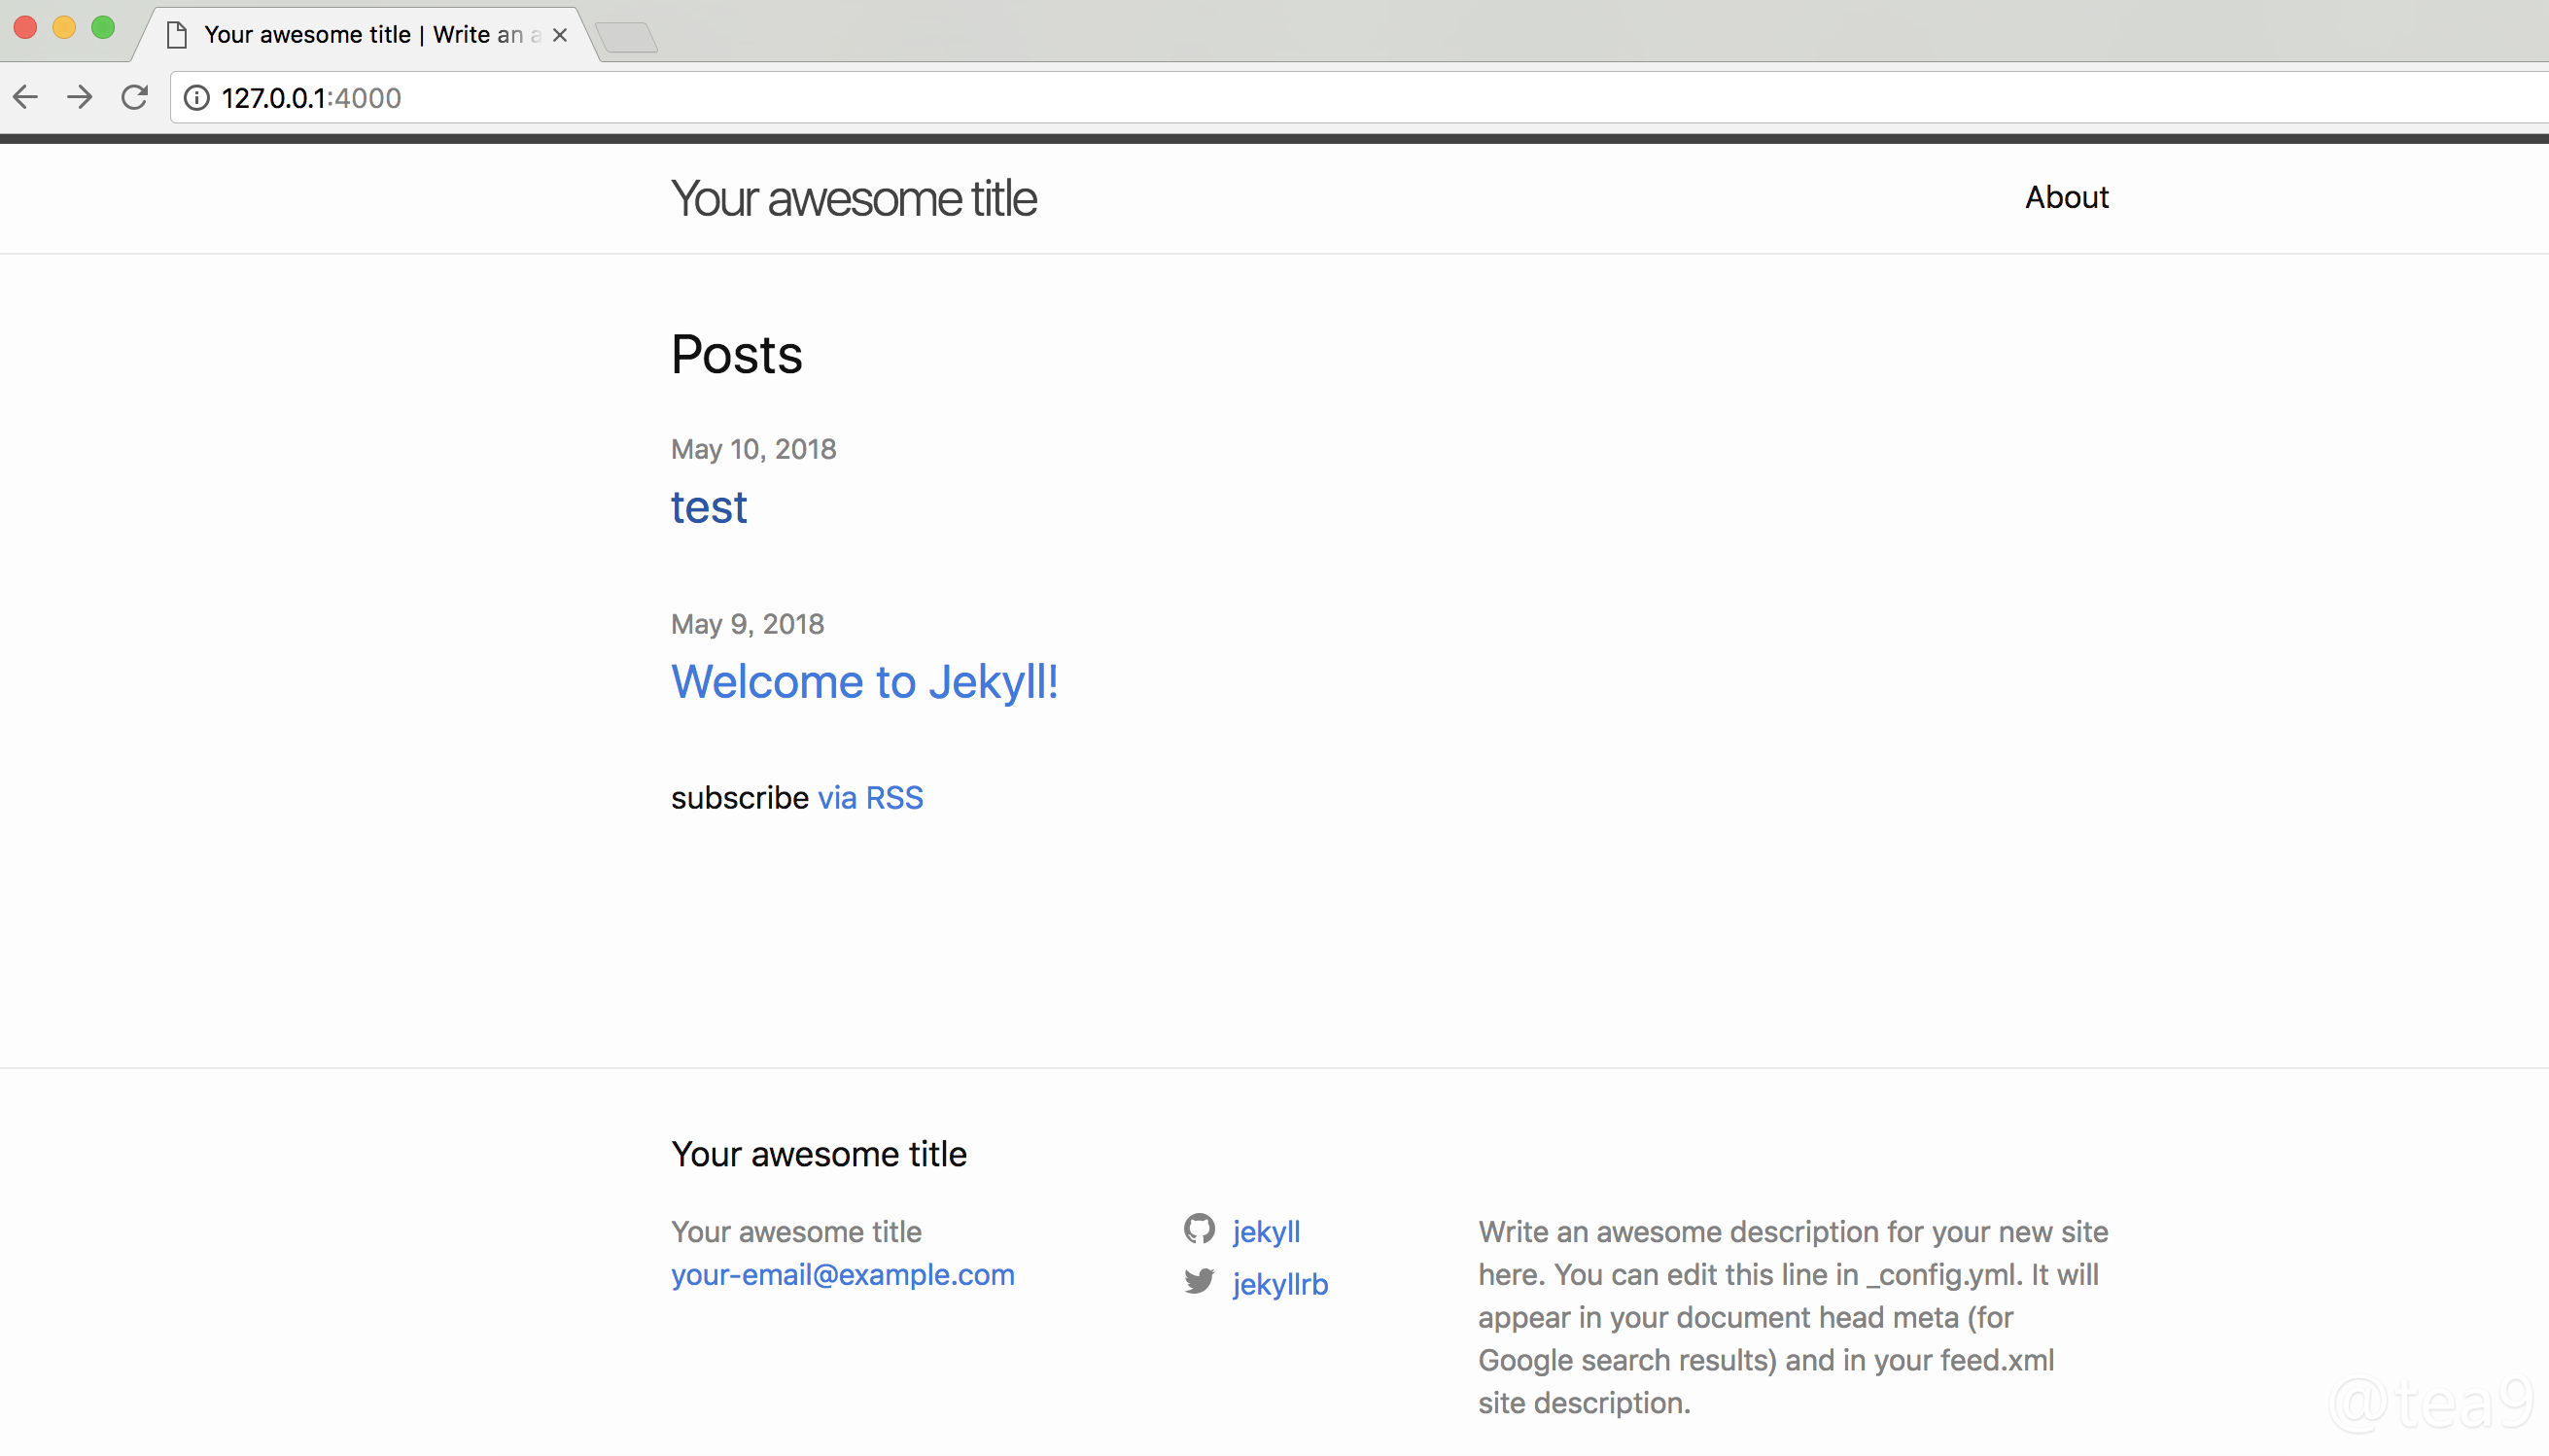 Your awesome title | Write an a
127.0.0.1:4000
Your awesome title
About
Posts
May 10, 2018
test
May 9, 2018
Welcome to Jekyll!
subscribe via RSS
Your awesome title
Your awesome title
your-email@example.com
jekyll
jekyllrb
Write an awesome description for your new site
here. You can edit this line in _config.yml. It will
appear in your document head meta (for
Google search results) and in your feed.xml
site description.
@tea9